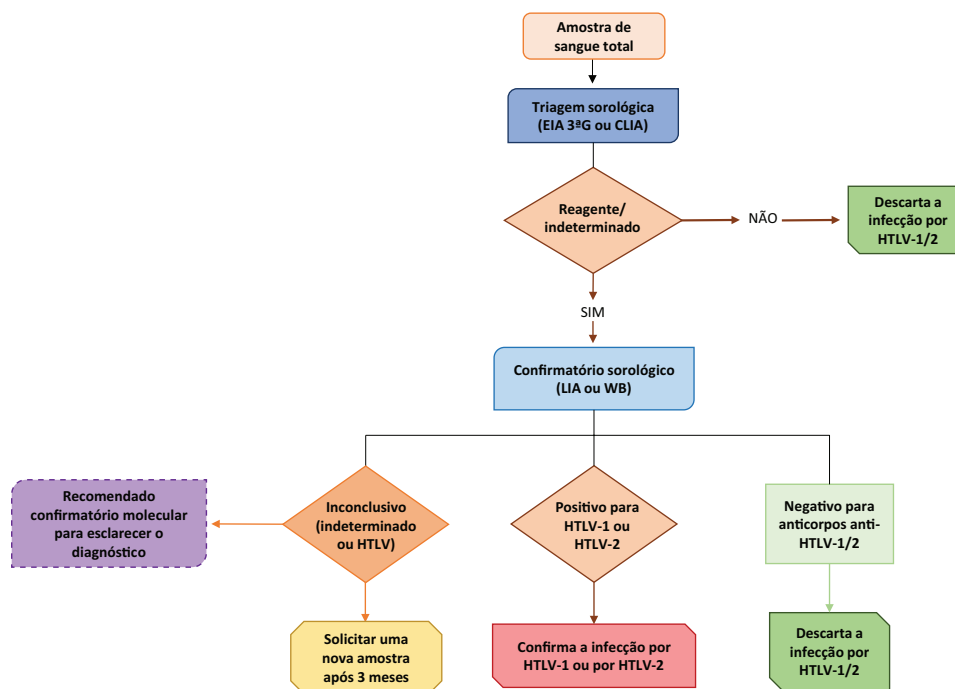 Amostra de
sangue total
Triagem sorológica
(EIA 3ªG ou CLIA)
Reagente/
indeterminado
NÃO
Descarta a
infecção por
HTLV-1/2
SIM
Confirmatório sorológico
(LIA ou WB)
Recomendado
confirmatório molecular
para esclarecer o
diagnóstico
Inconclusivo
(indeterminado
ou HTLV)
Positivo para
HTLV-1 ou
HTLV-2
Negativo para
anticorpos anti-
HTLV-1/2
Solicitar uma
nova amostra
após 3 meses
Confirma a infecção por
HTLV-1 ou por HTLV-2
Descarta a
infecção por
HTLV-1/2